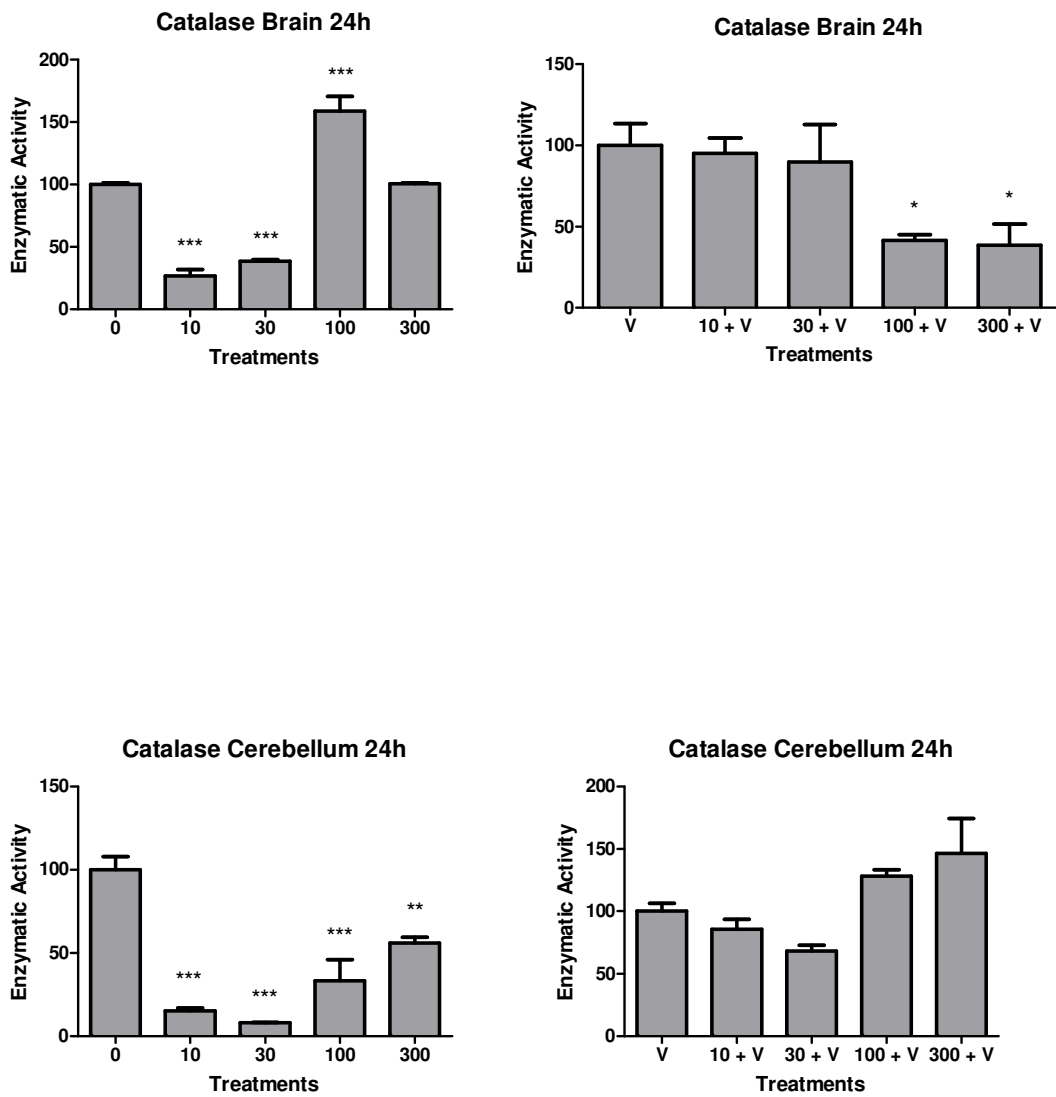 Catalase Brain 24h
200
150
100
50
0
Enzymatic Activity
***
***
***
0 10 30 100 300
Treatments
Catalase Brain 24h
150
100
50
0
Enzymatic Activity
*
*
V 10 + V 30 + V 100 + V 300 + V
Treatments
Catalase Cerebellum 24h
150
100
50
0
Enzymatic Activity
***
***
***
**
0 10 30 100 300
Treatments
Catalase Cerebellum 24h
200
150
100
50
0
Enzymatic Activity
V 10 + V 30 + V 100 + V 300 + V
Treatments